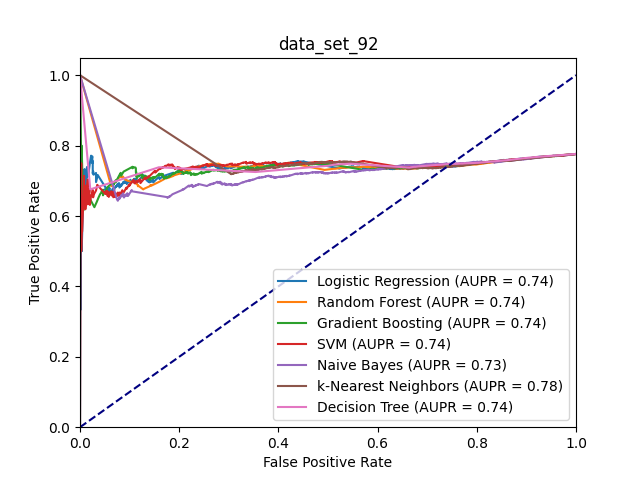 data_set_92
True Positive Rate
1.0
0.8
0.6
0.4
0.2
0.0
Logistic Regression (AUPR = 0.74)
Random Forest (AUPR = 0.74)
Gradient Boosting (AUPR = 0.74)
SVM (AUPR = 0.74)
Naive Bayes (AUPR = 0.73)
k-Nearest Neighbors (AUPR = 0.78)
Decision Tree (AUPR = 0.74)
0.0 0.2 0.4 0.6 0.8 1.0
False Positive Rate